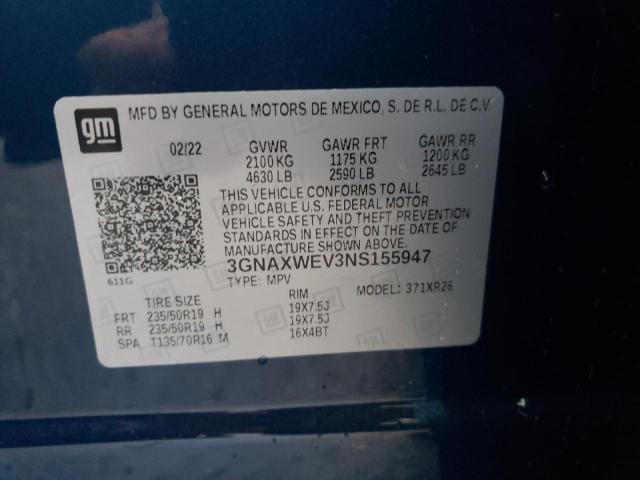 gm MFD BY GENERAL MOTORS DE MEXICO, S. DE R.L. DE C.V.
02/22 GVWR GAWR FRT GAWR RR
2100 KG 1175 KG 1200 KG
4630 LB 2590 LB 2645 LB
THIS VEHICLE CONFORMS TO ALL
APPLICABLE U.S. FEDERAL MOTOR
VEHICLE SAFETY AND THEFT PREVENTION
STANDARDS IN EFFECT ON THE DATE OF
MANUFACTURE SHOWN ABOVE.
611G
3GNAXWEV3NS155947
TYPE: MPV MODEL: 371XR26
TIRE SIZE RIM
FRT 235/50R19 H 19X7.5J
RR 235/50R19 H 19X7.5J
SPA T135/70R16 M 16X4BT